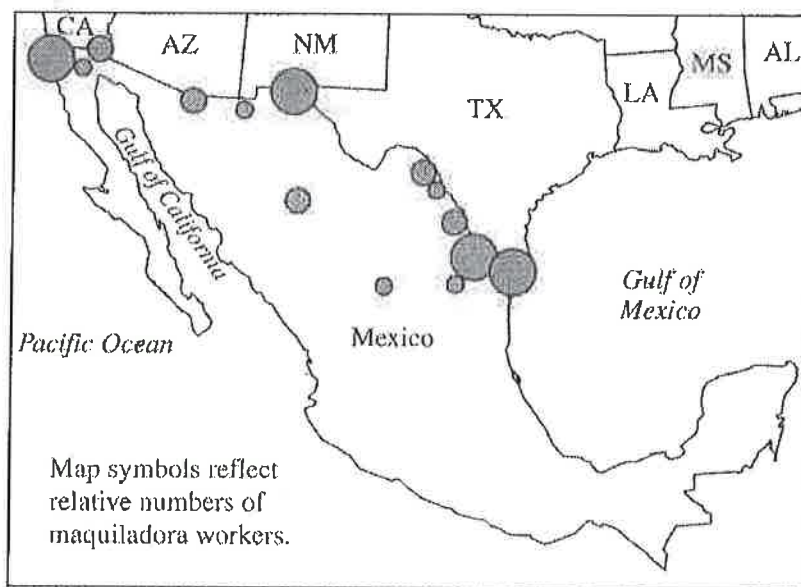 CA
AZ
NM
TX
LA
MS
AL
Gulf of California
Gulf of
Mexico
Pacific Ocean
Mexico
Map symbols reflect
relative numbers of
maquiladora workers.